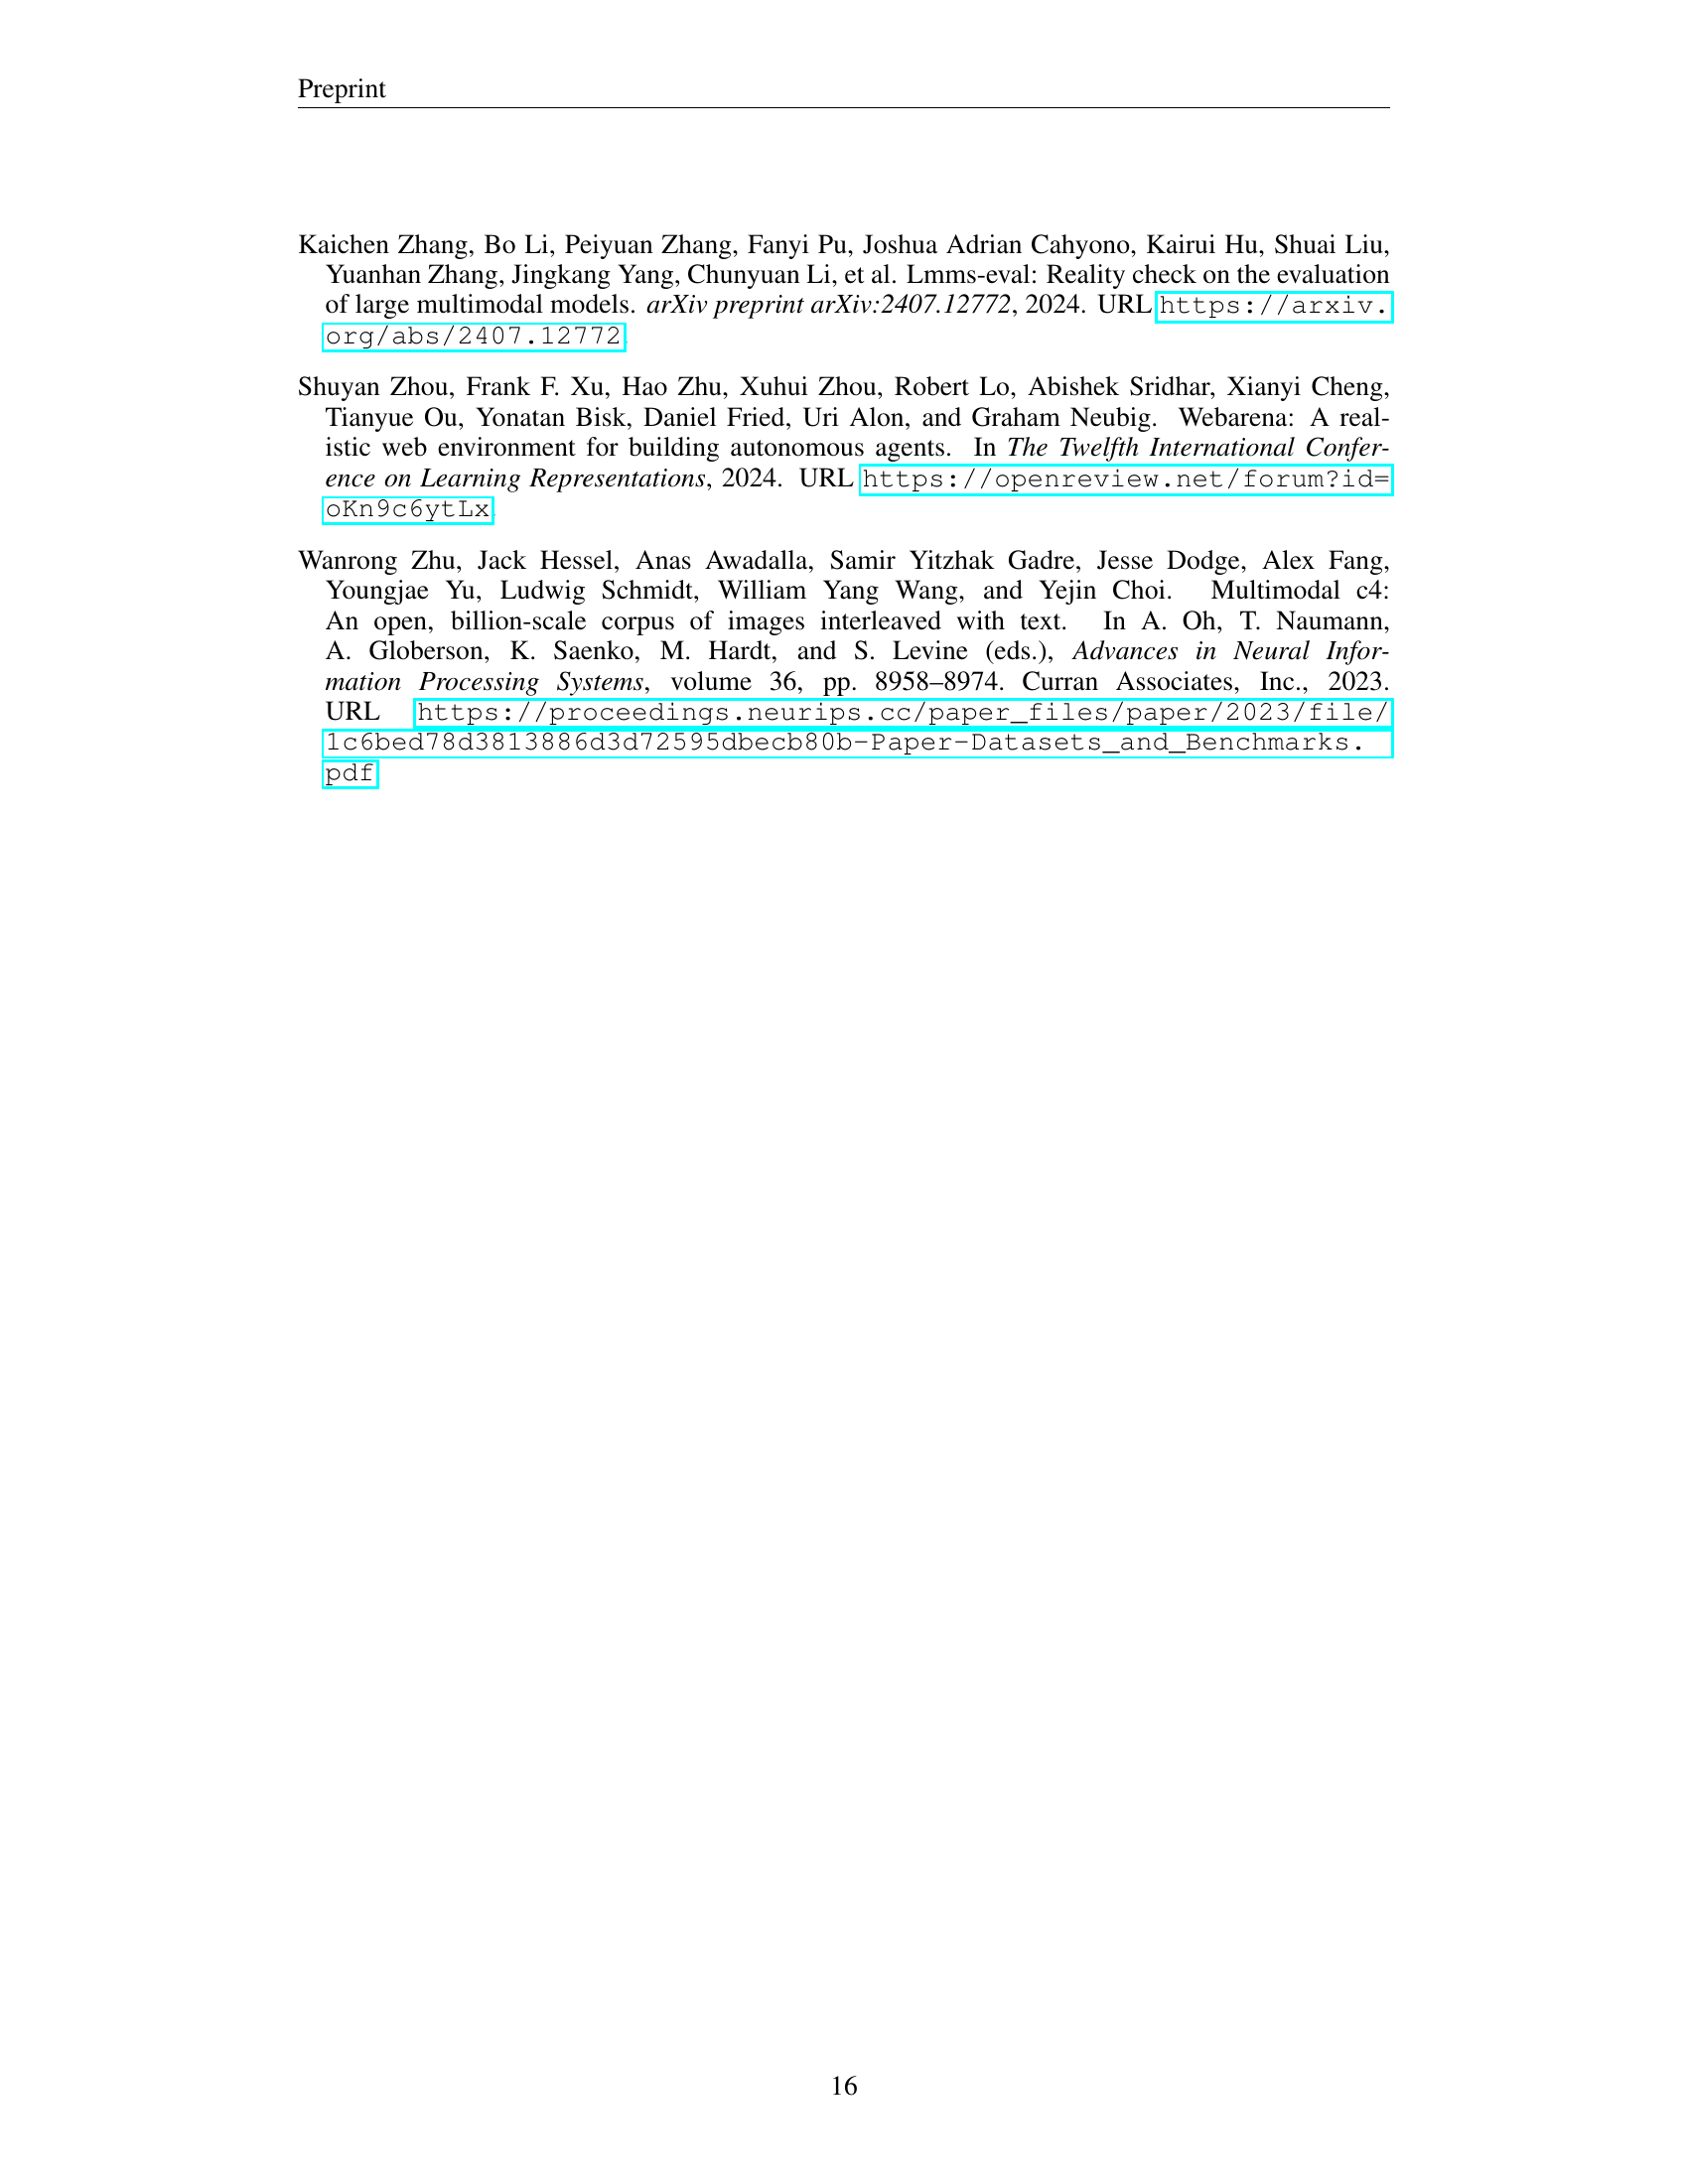 Preprint
Kaichen Zhang, Bo Li, Peiyuan Zhang, Fanyi Pu, Joshua Adrian Cahyono, Kairui Hu, Shuai Liu,
Yuanhan Zhang, Jingkang Yang, Chunyuan Li, et al. Lmms-eval: Reality check on the evaluation
of large multimodal models. arXiv preprint arXiv:2407.12772, 2024. URL https://arxiv.
org/abs/2407.12772
Shuyan Zhou, Frank F. Xu, Hao Zhu, Xuhui Zhou, Robert Lo, Abishek Sridhar, Xianyi Cheng,
Tianyue Ou, Yonatan Bisk, Daniel Fried, Uri Alon, and Graham Neubig. Webarena: A real-
istic web environment for building autonomous agents. In The Twelfth International Confer-
ence on Learning Representations, 2024. URL https://openreview.net/forum?id=
oKn9c6ytLx
Wanrong Zhu, Jack Hessel, Anas Awadalla, Samir Yitzhak Gadre, Jesse Dodge, Alex Fang,
Youngjae Yu, Ludwig Schmidt, William Yang Wang, and Yejin Choi. Multimodal c4:
An open, billion-scale corpus of images interleaved with text. In A. Oh, T. Naumann,
A. Globerson, K. Saenko, M. Hardt, and S. Levine (eds.), Advances in Neural Infor-
mation Processing Systems, volume 36, pp. 8958–8974. Curran Associates, Inc., 2023.
URL https://proceedings.neurips.cc/paper_files/paper/2023/file/
1c6bed78d3813886d3d72595dbecb80b-Paper-Datasets_and_Benchmarks.
pdf
16